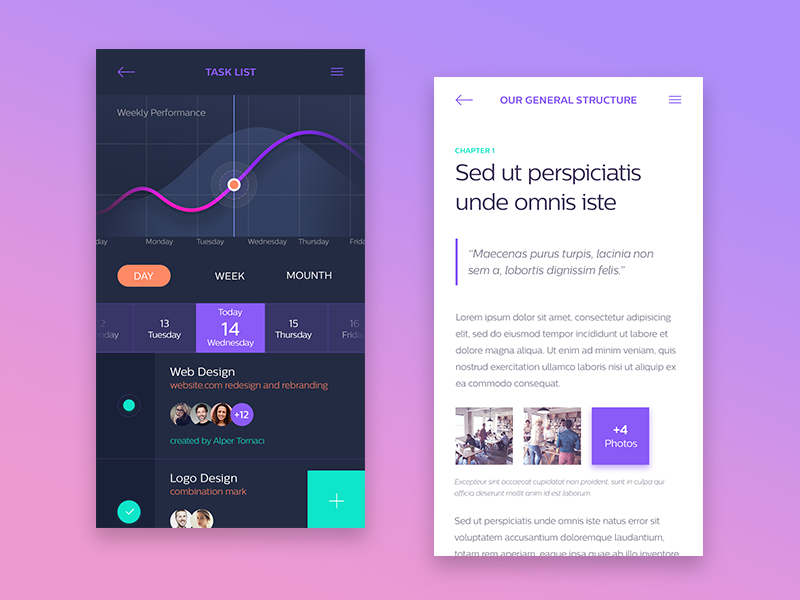 TASK LIST
Weekly Performance
day Monday Tuesday Wednesday Thursday Frida
DAY WEEK MOUNTH
12 13 Today 15 16
nday Tuesday 14 Thursday Frida
Wednesday
Web Design
website.com redesign and rebranding
+12
created by Alper Tornacı
Logo Design
combination mark
+
OUR GENERAL STRUCTURE
CHAPTER 1
Sed ut perspiciatis
unde omnis iste
“Maecenas purus turpis, lacinia non
sem a, lobortis dignissim felis.”
Lorem ipsum dolor sit amet, consectetur adipisicing
elit, sed do eiusmod tempor incididunt ut labore et
dolore magna aliqua. Ut enim ad minim veniam, quis
nostrud exercitation ullamco laboris nisi ut aliquip ex
ea commodo consequat.
+4
Photos
Excepteur sint occaecat cupidatat non proident, sunt in culpa qui
officia deserunt mollit anim id est laborum.
Sed ut perspiciatis unde omnis iste natus error sit
voluptatem accusantium doloremque laudantium,
totam rem aperiam, eaque ipsa quae ab illo inventore